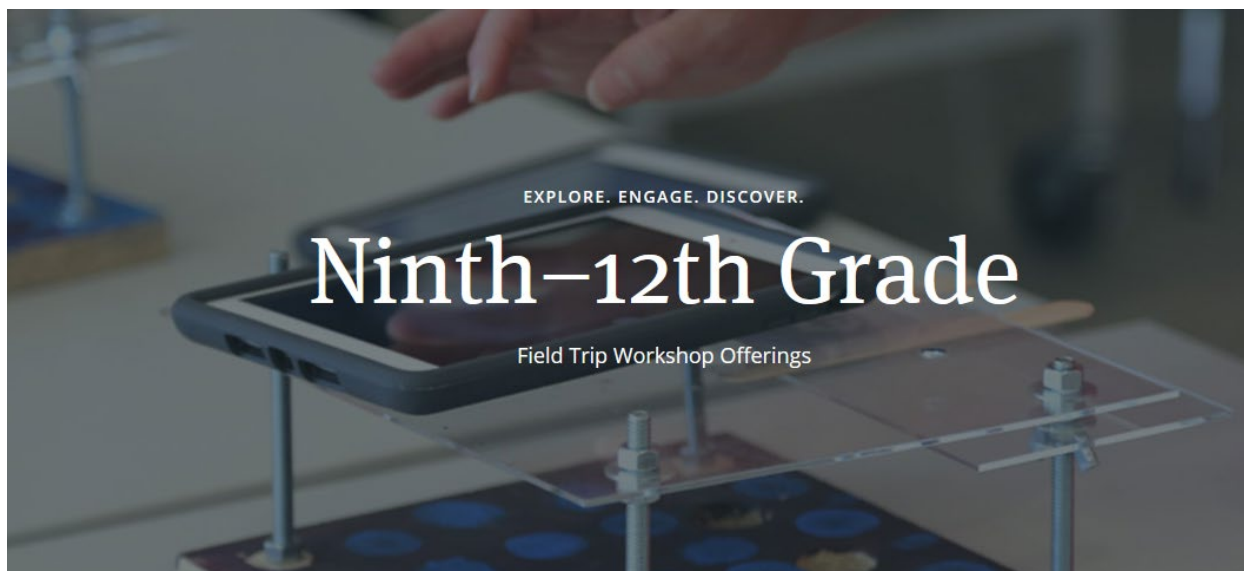 EXPLORE. ENGAGE. DISCOVER.
Ninth–12th Grade
Field Trip Workshop Offerings